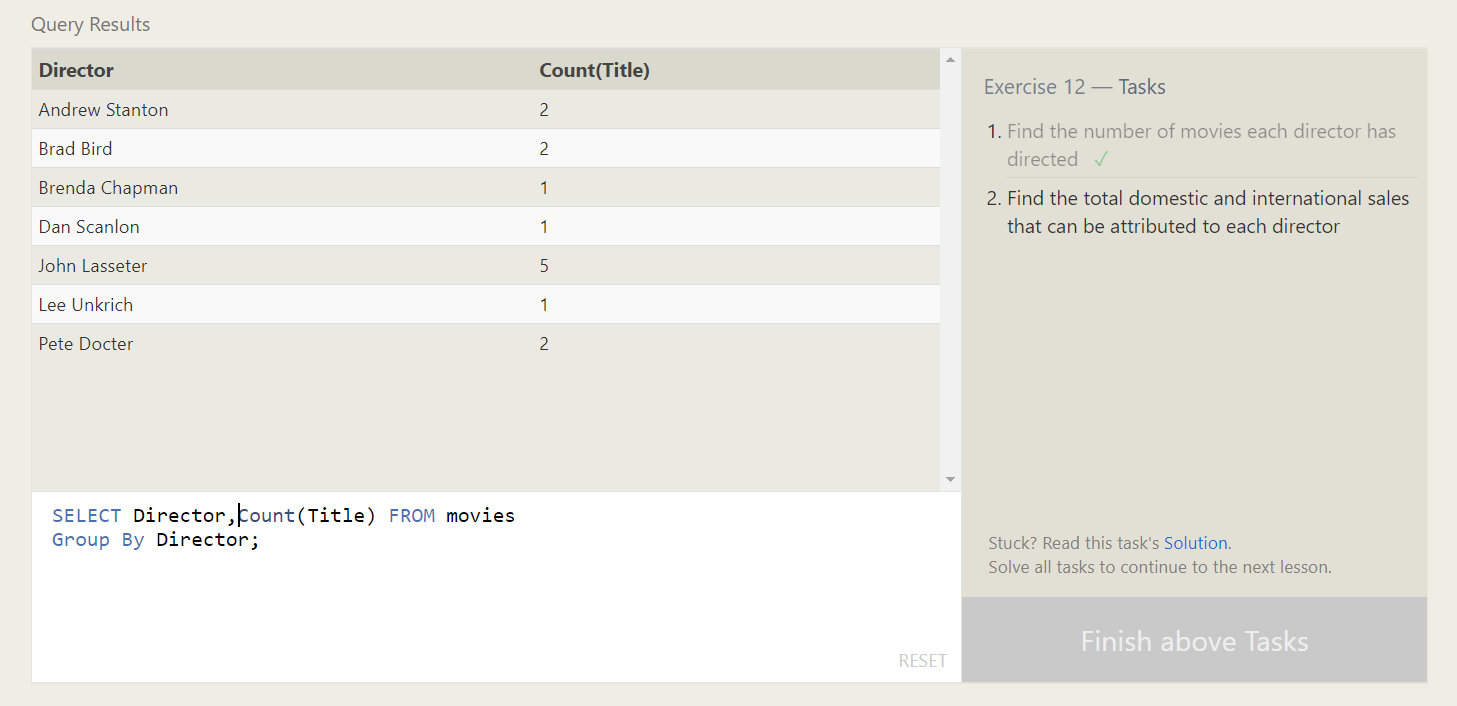 Query Results
Director Count(Title)
Andrew Stanton 2
Brad Bird 2
Brenda Chapman 1
Dan Scanlon 1
John Lasseter 5
Lee Unkrich 1
Pete Docter 2
SELECT Director,Count(Title) FROM movies
Group By Director;
RESET
Exercise 12 — Tasks
1. Find the number of movies each director has
directed ✓
2. Find the total domestic and international sales
that can be attributed to each director
Stuck? Read this task's Solution.
Solve all tasks to continue to the next lesson.
Finish above Tasks